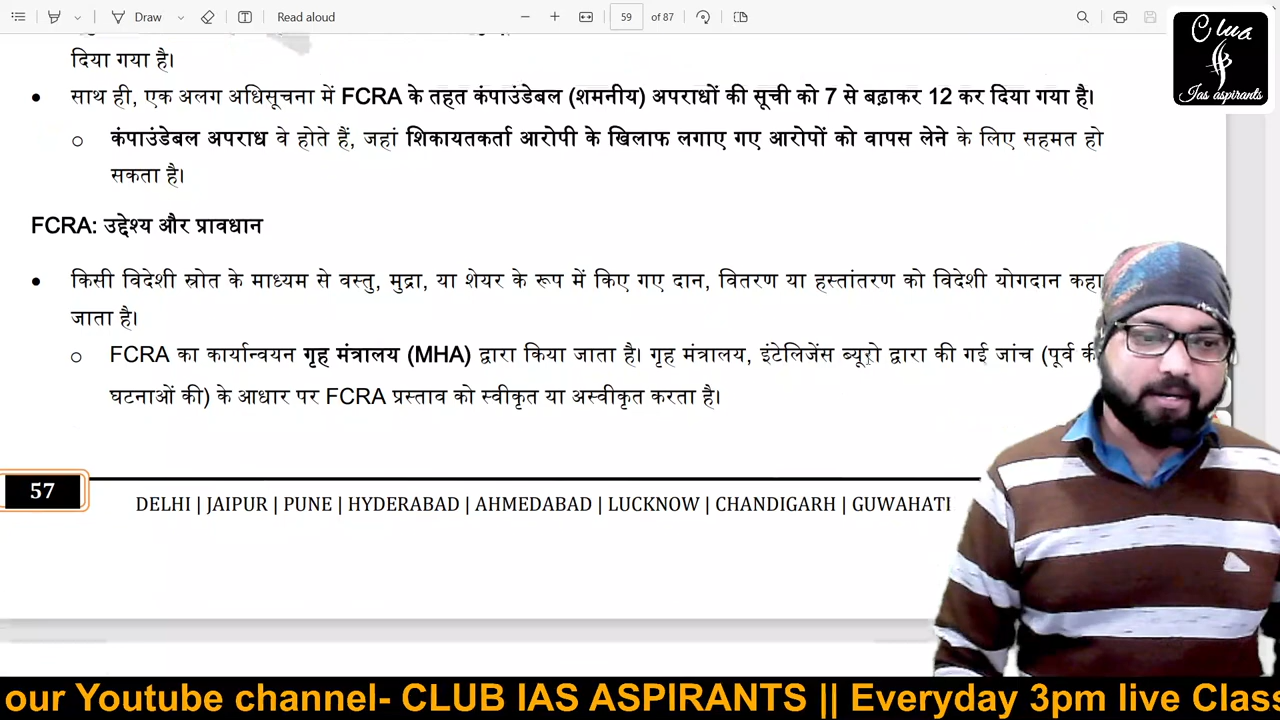 Draw
Read aloud
59
of 87
Clua
Ias aspirants
दिया गया है।
साथ ही, एक अलग अधिसूचना में FCRA के तहत कंपाउंडेबल (शमनीय) अपराधों की सूची को 7 से बढ़ाकर 12 कर दिया गया है।
कंपाउंडेबल अपराध वे होते हैं, जहां शिकायतकर्ता आरोपी के खिलाफ लगाए गए आरोपों को वापस लेने के लिए सहमत हो
सकता है।
FCRA: उद्देश्य और प्रावधान
किसी विदेशी स्रोत के माध्यम से वस्तु, मुद्रा, या शेयर के रूप में किए गए दान, वितरण या हस्तांतरण को विदेशी योगदान कहा
जाता है।
FCRA का कार्यान्वयन गृह मंत्रालय (MHA) द्वारा किया जाता है। गृह मंत्रालय, इंटेलिजेंस ब्यूरो द्वारा की गई जांच (पूर्व
घटनाओं की) के आधार पर FCRA प्रस्ताव को स्वीकृत या अस्वीकृत करता है।
57
DELHI | JAIPUR | PUNE | HYDERABAD | AHMEDABAD | LUCKNOW | CHANDIGARH | GUWAHATI
our Youtube channel- CLUB IAS ASPIRANTS || Everyday 3pm live Class